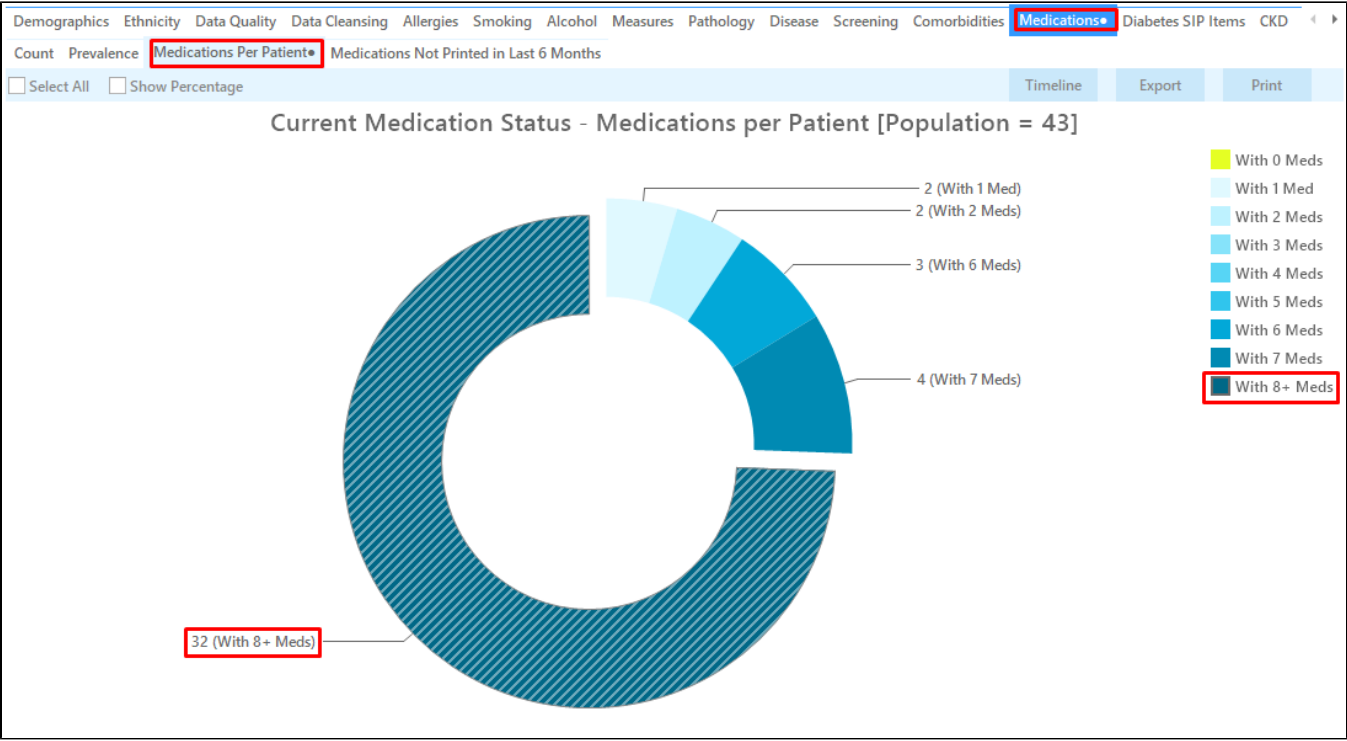 Demographics Ethnicity Data Quality Data Cleansing Allergies Smoking Alcohol Measures Pathology Disease Screening Comorbidities Medications● Diabetes SIP Items CKD
Count Prevalence Medications Per Patient● Medications Not Printed in Last 6 Months
Select All Show Percentage Timeline Export Print
Current Medication Status - Medications per Patient [Population = 43]
2 (With 1 Med)
2 (With 2 Meds)
3 (With 6 Meds)
4 (With 7 Meds)
32 (With 8+ Meds)
With 0 Meds
With 1 Med
With 2 Meds
With 3 Meds
With 4 Meds
With 5 Meds
With 6 Meds
With 7 Meds
With 8+ Meds